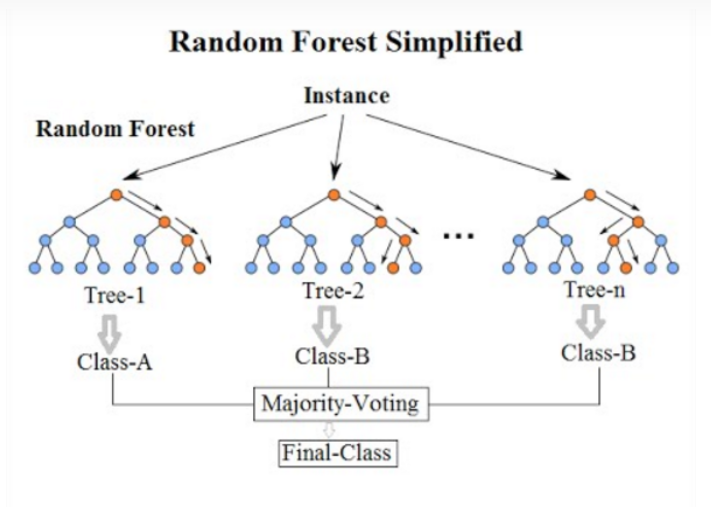 Random Forest Simplified
Instance
Random Forest
...
Tree-1
Tree-2
Tree-n
Class-A
Class-B
Class-B
Majority-Voting
Final-Class